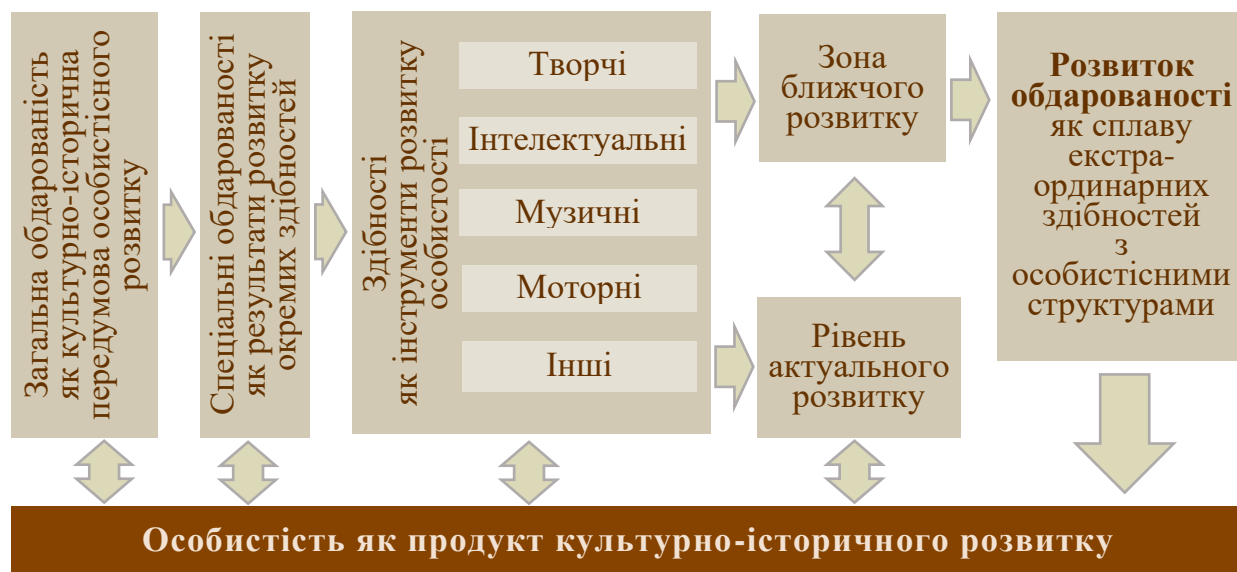 Загальна обдарованість
як культурно-історична
передумова особистісного
розвитку
Спеціальні обдарованості
як результати розвитку
окремих здібностей
Здібності
як інструменти розвитку
особистості
Творчі
Інтелектуальні
Музичні
Моторні
Інші
Зона
ближчого
розвитку
Рівень
актуального
розвитку
Розвиток
обдарованості
як сплаву
екстра-
ординарних
здібностей
з
особистісними
структурами
Особистість як продукт культурно-історичного розвитку